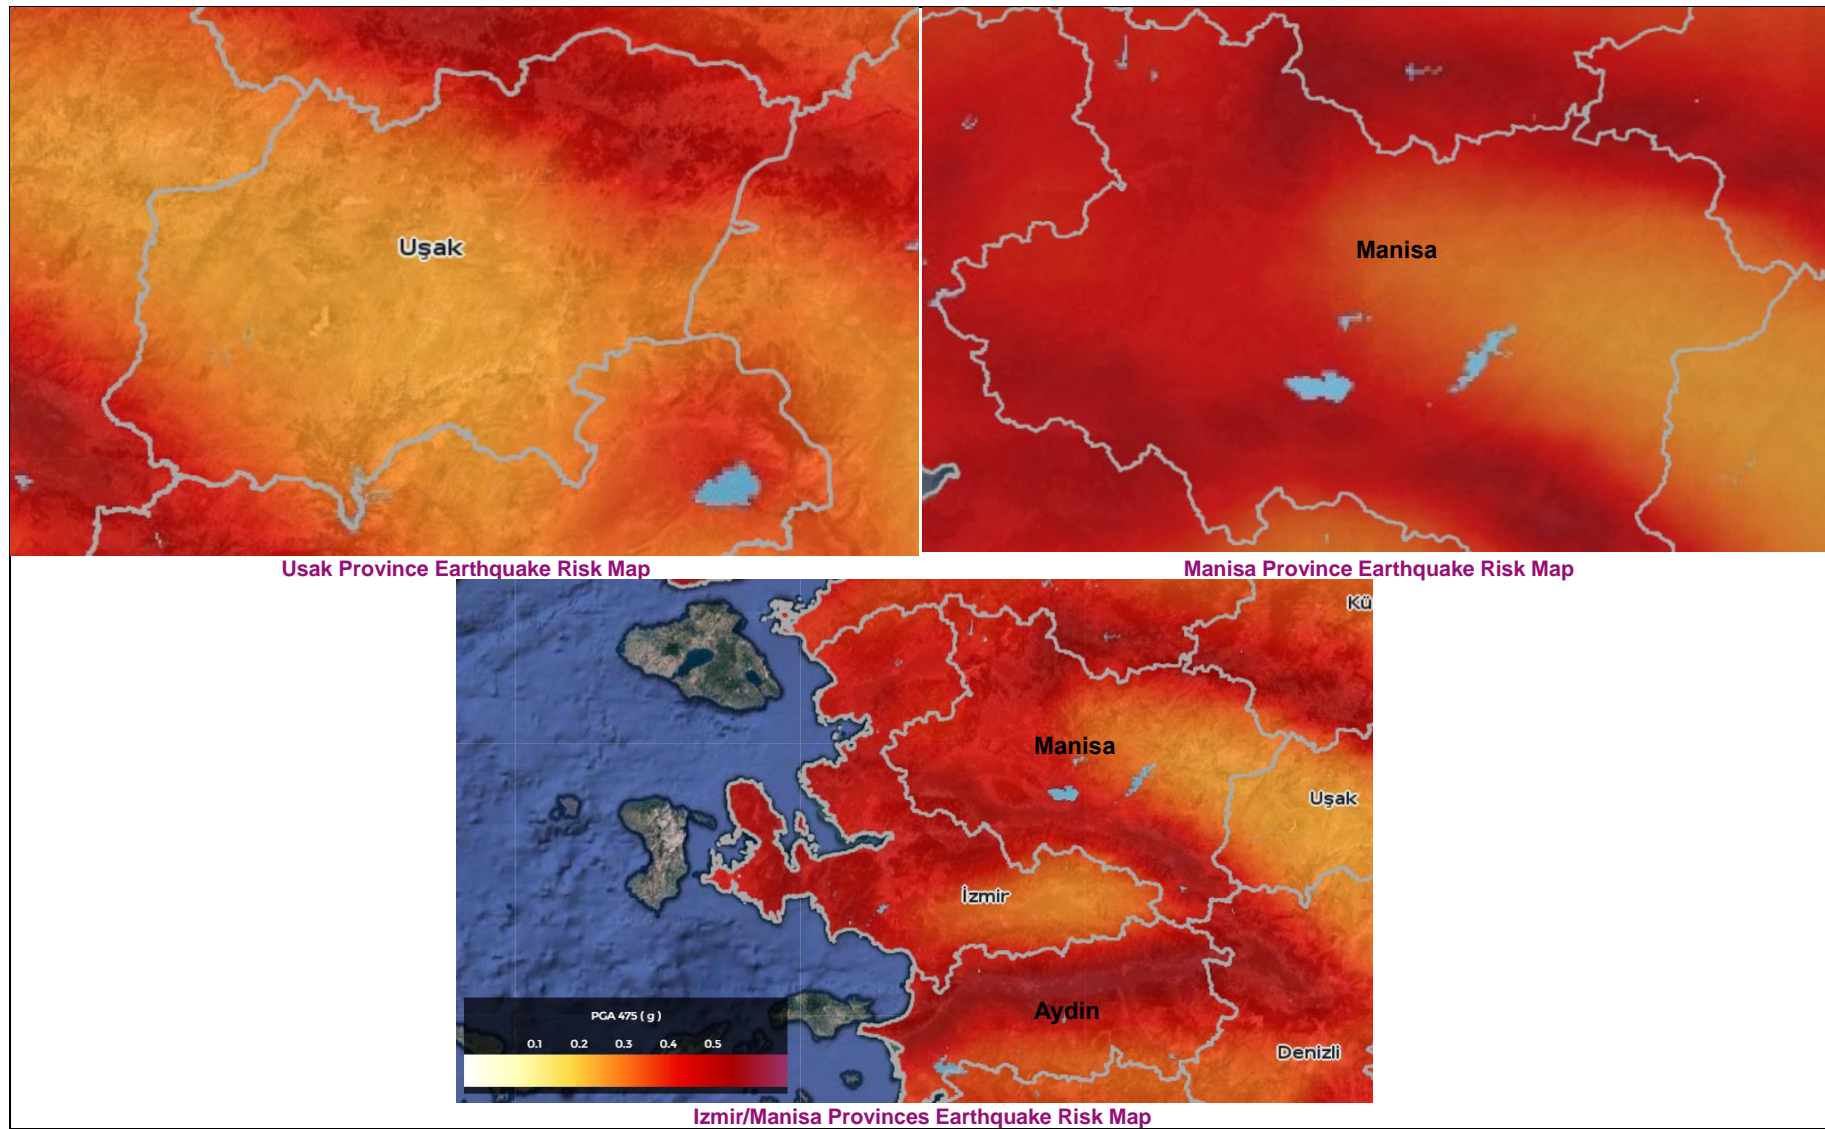 Uşak
Manisa
Usak Province Earthquake Risk Map
Manisa Province Earthquake Risk Map
Kü
Manisa
Uşak
İzmir
Aydin
Denizli
PGA 475 ( g )
0.1 0.2 0.3 0.4 0.5
Izmir/Manisa Provinces Earthquake Risk Map